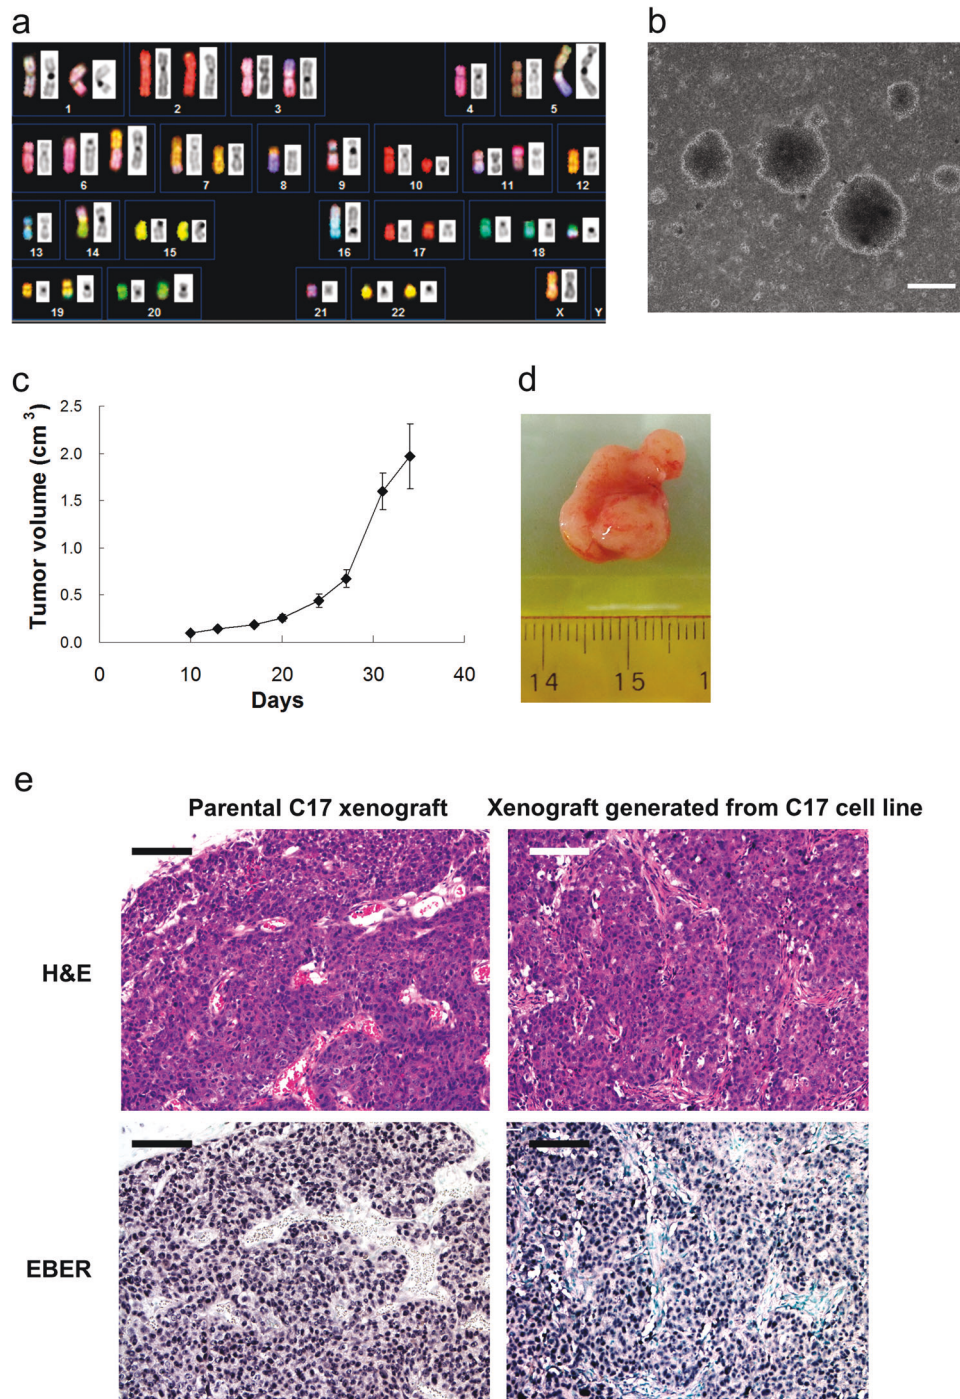 a
b
1 2 3 4 5
6 7 8 9 10 11 12
13 14 15 16 17 18
19 20 21 22 X Y
c
d
Tumor volume (cm 3)
2.5
2.0
1.5
1.0
0.5
0.0
0 10 20 30 40
Days
14 15 1
e
Parental C17 xenograft Xenograft generated from C17 cell line
H&E
EBER